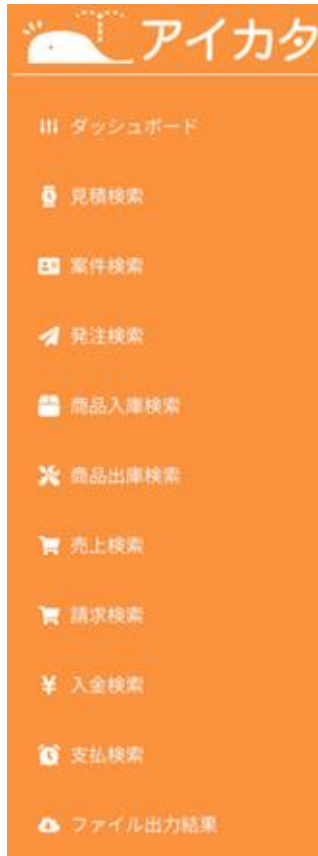 アイカタ
ダッシュボード
見積検索
案件検索
発注検索
商品入庫検索
商品出庫検索
売上検索
請求検索
入金検索
支払検索
ファイル出力結果